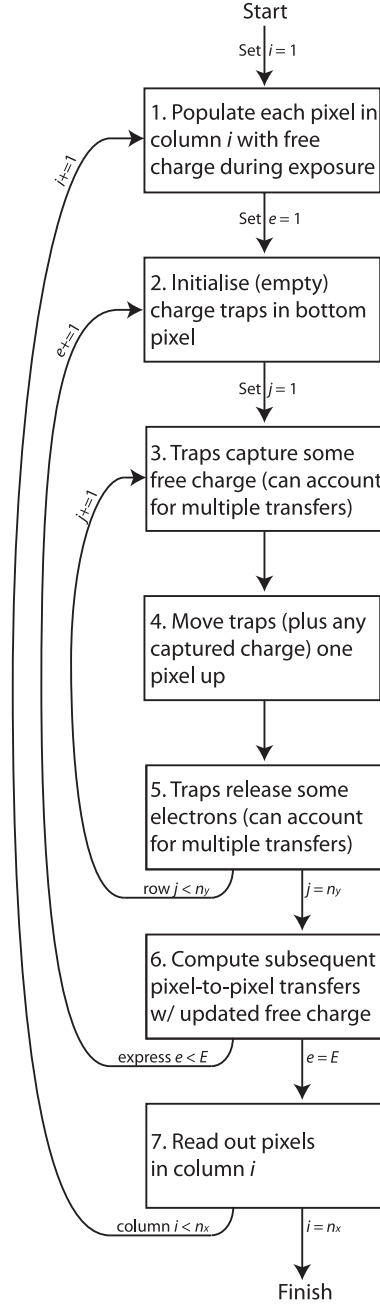 Start
Set i = 1
1. Populate each pixel in
column i with free
charge during exposure
i+=1
Set e = 1
2. Initialise (empty)
charge traps in bottom
pixel
e+=1
Set j = 1
3. Traps capture some
free charge (can account
for multiple transfers)
j+=1
4. Move traps (plus any
captured charge) one
pixel up
5. Traps release some
electrons (can account
for multiple transfers)
row j < ny
j = ny
6. Compute subsequent
pixel-to-pixel transfers
w/ updated free charge
express e < E
e = E
7. Read out pixels
in column i
column i < nx
i = nx
Finish